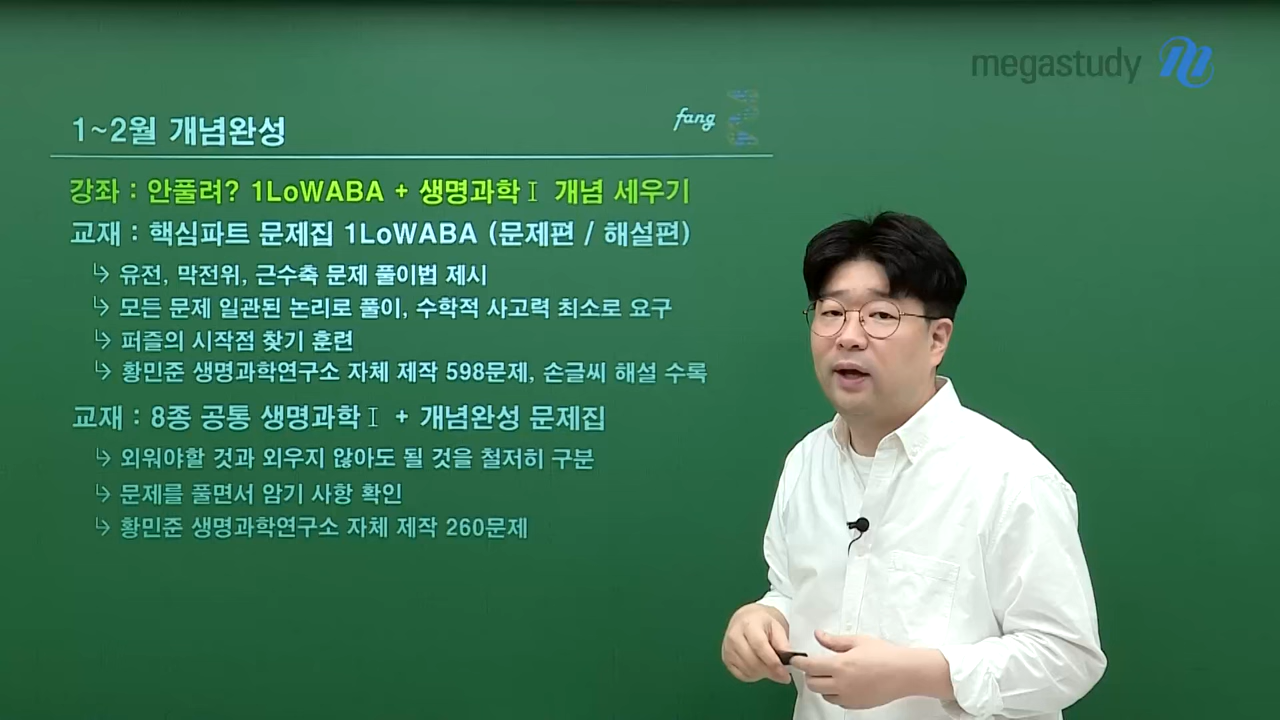 megastudy
1~2월 개념완성
fang
강좌 : 안풀려? 1LoWABA + 생명과학Ⅰ 개념 세우기
교재 : 핵심파트 문제집 1LoWABA (문제편 / 해설편)
↳ 유전, 막전위, 근수축 문제 풀이법 제시
↳ 모든 문제 일관된 논리로 풀이, 수학적 사고력 최소로 요구
↳ 퍼즐의 시작점 찾기 훈련
↳ 황민준 생명과학연구소 자체 제작 598문제, 손글씨 해설 수록
교재 : 8종 공통 생명과학Ⅰ + 개념완성 문제집
↳ 외워야할 것과 외우지 않아도 될 것을 철저히 구분
↳ 문제를 풀면서 암기 사항 확인
↳ 황민준 생명과학연구소 자체 제작 260문제